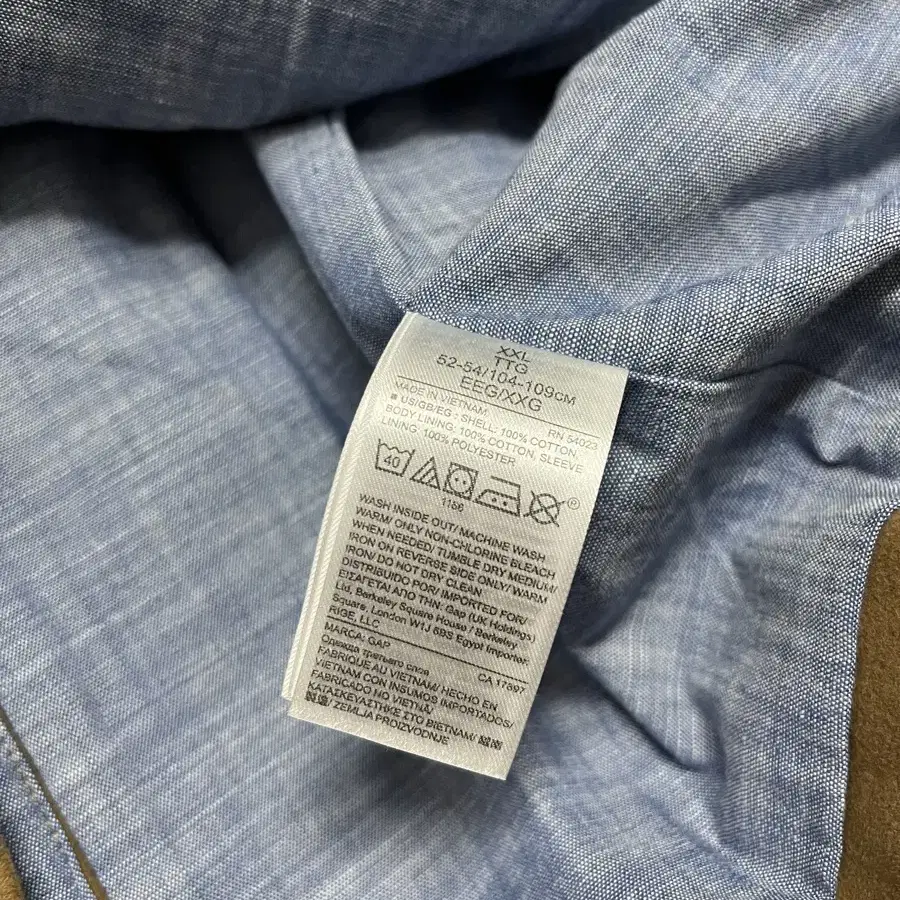 XXL
TTG
52-54/104-109CM
EEG/XXG
MADE IN VIETNAM RN 54023
■ US/GB/EG : SHELL: 100% COTTON,
BODY LINING: 100% COTTON, SLEEVE
LINING: 100% POLYESTER
40
®
1156
WASH INSIDE OUT/ MACHINE WASH
WARM/ ONLY NON-CHLORINE BLEACH
WHEN NEEDED/ TUMBLE DRY MEDIUM/
IRON ON REVERSE SIDE ONLY/ WARM
IRON/ DO NOT DRY CLEAN
DISTRIBUIDO POR/ IMPORTED FOR/
ΕΙΣΑΓΕΤΑΙ ΑΠΟ ΤΗΝ: Gap (UK Holdings)
Ltd, Berkeley Square House / Berkeley
Square, London W1J 6BS Egypt Importer:
RIGE, LLC
MARCA: GAP CA 17897
Одежда третьего слоя
FABRIQUÉ AU VIETNAM/ HECHO EN
VIETNAM CON INSUMOS IMPORTADOS/
FABRICADO NO VIETNÃ/
ΚΑΤΑΣΚΕΥΑΣΤΗΚΕ ΣΤΟ ΒΙΕΤΝΑΜ/ 越南
/ ZEMLJA PROIZVODNJE